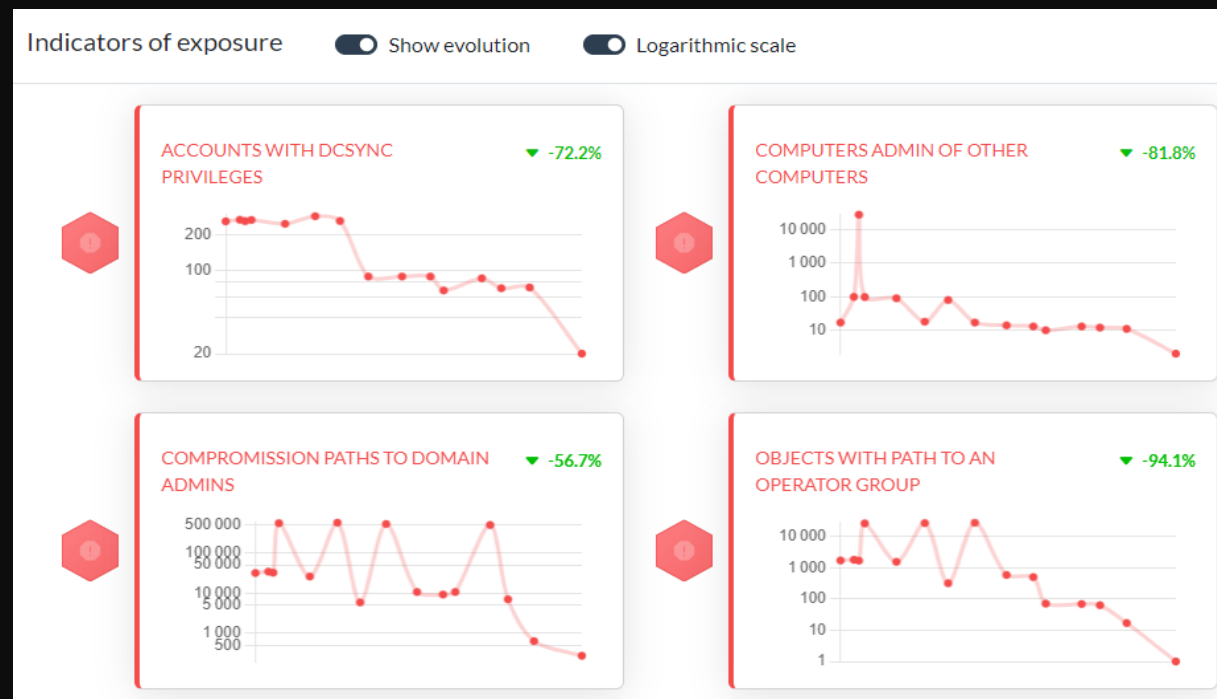 Indicators of exposure
Show evolution
Logarithmic scale
ACCOUNTS WITH DCSYNC
PRIVILEGES
-72.2%
200
100
20
COMPUTERS ADMIN OF OTHER
COMPUTERS
-81.8%
10 000
1 000
100
10
COMPROMISSION PATHS TO DOMAIN
ADMINS
-56.7%
500 000
100 000
50 000
10 000
5 000
1 000
500
OBJECTS WITH PATH TO AN
OPERATOR GROUP
-94.1%
10 000
1 000
100
10
1